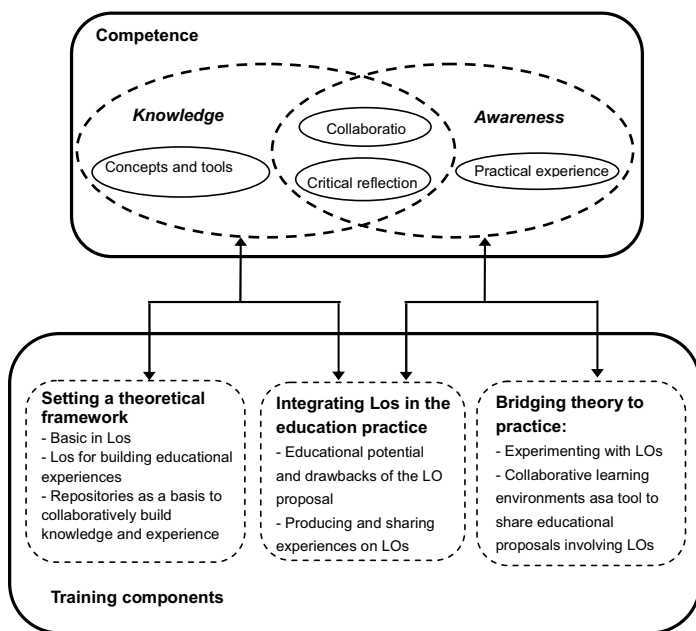 Competence
Knowledge
Awareness
Collaboratio
Concepts and tools
Critical reflection
Practical experience
Setting a theoretical
framework
- Basic in Los
- Los for building educational
experiences
- Repositories as a basis to
collaboratively build
knowledge and experience
Integrating Los in the
education practice
- Educational potential
and drawbacks of the LO
proposal
- Producing and sharing
experiences on LOs
Bridging theory to
practice:
- Experimenting with LOs
- Collaborative learning
environments asa tool to
share educational
proposals involving LOs
Training components